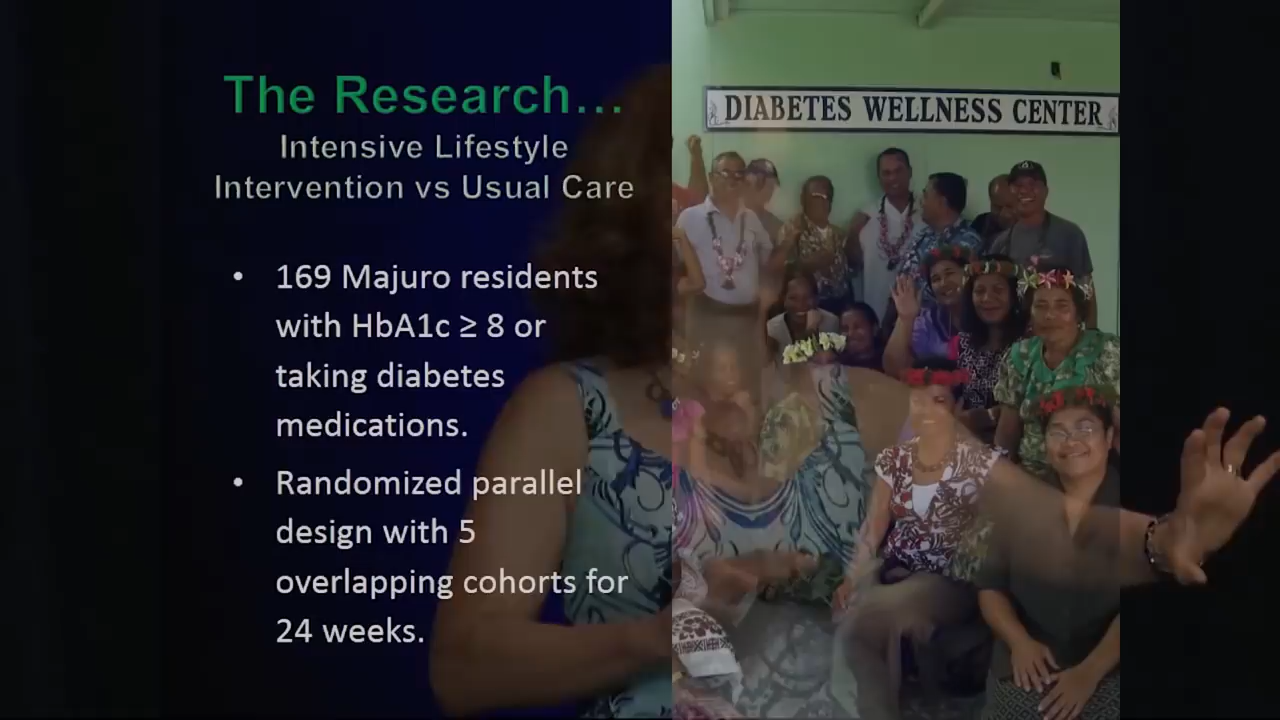 The Research...
Intensive Lifestyle
Intervention vs Usual Care
• 169 Majuro residents
with HbA1c ≥ 8 or
taking diabetes
medications.
• Randomized parallel
design with 5
overlapping cohorts for
24 weeks.
DIABETES WELLNESS CENTER